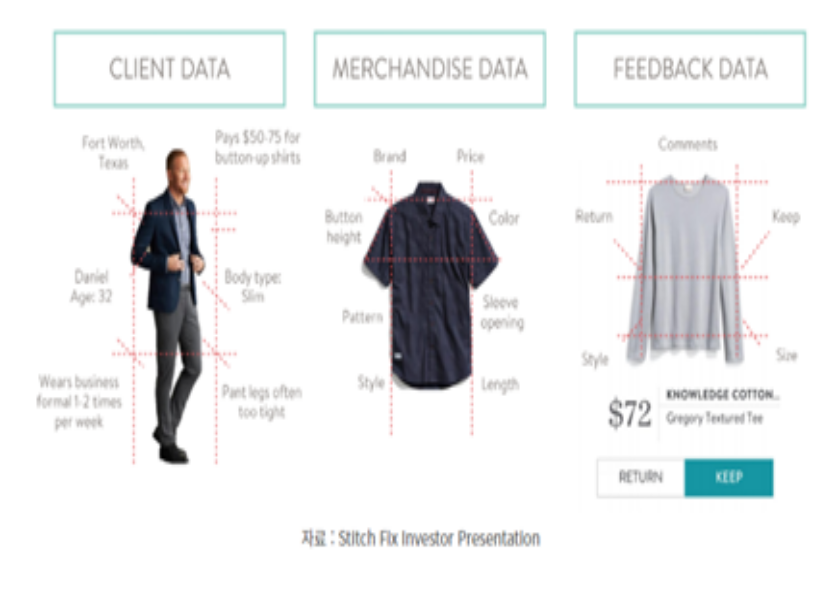 CLIENT DATA
MERCHANDISE DATA
FEEDBACK DATA
Fort Worth,
Texas
Pays $50-75 for
button-up shirts
Daniel
Age: 32
Body type:
Slim
Wears business
formal 1-2 times
per week
Pant legs often
too tight
Brand
Price
Button
height
Color
Pattern
Sleeve
opening
Style
Length
Comments
Return
Keep
Style
Size
$72
KNOWLEDGE COTTON...
Gregory Textured Tee
RETURN
KEEP
자료 : Stitch Fix Investor Presentation